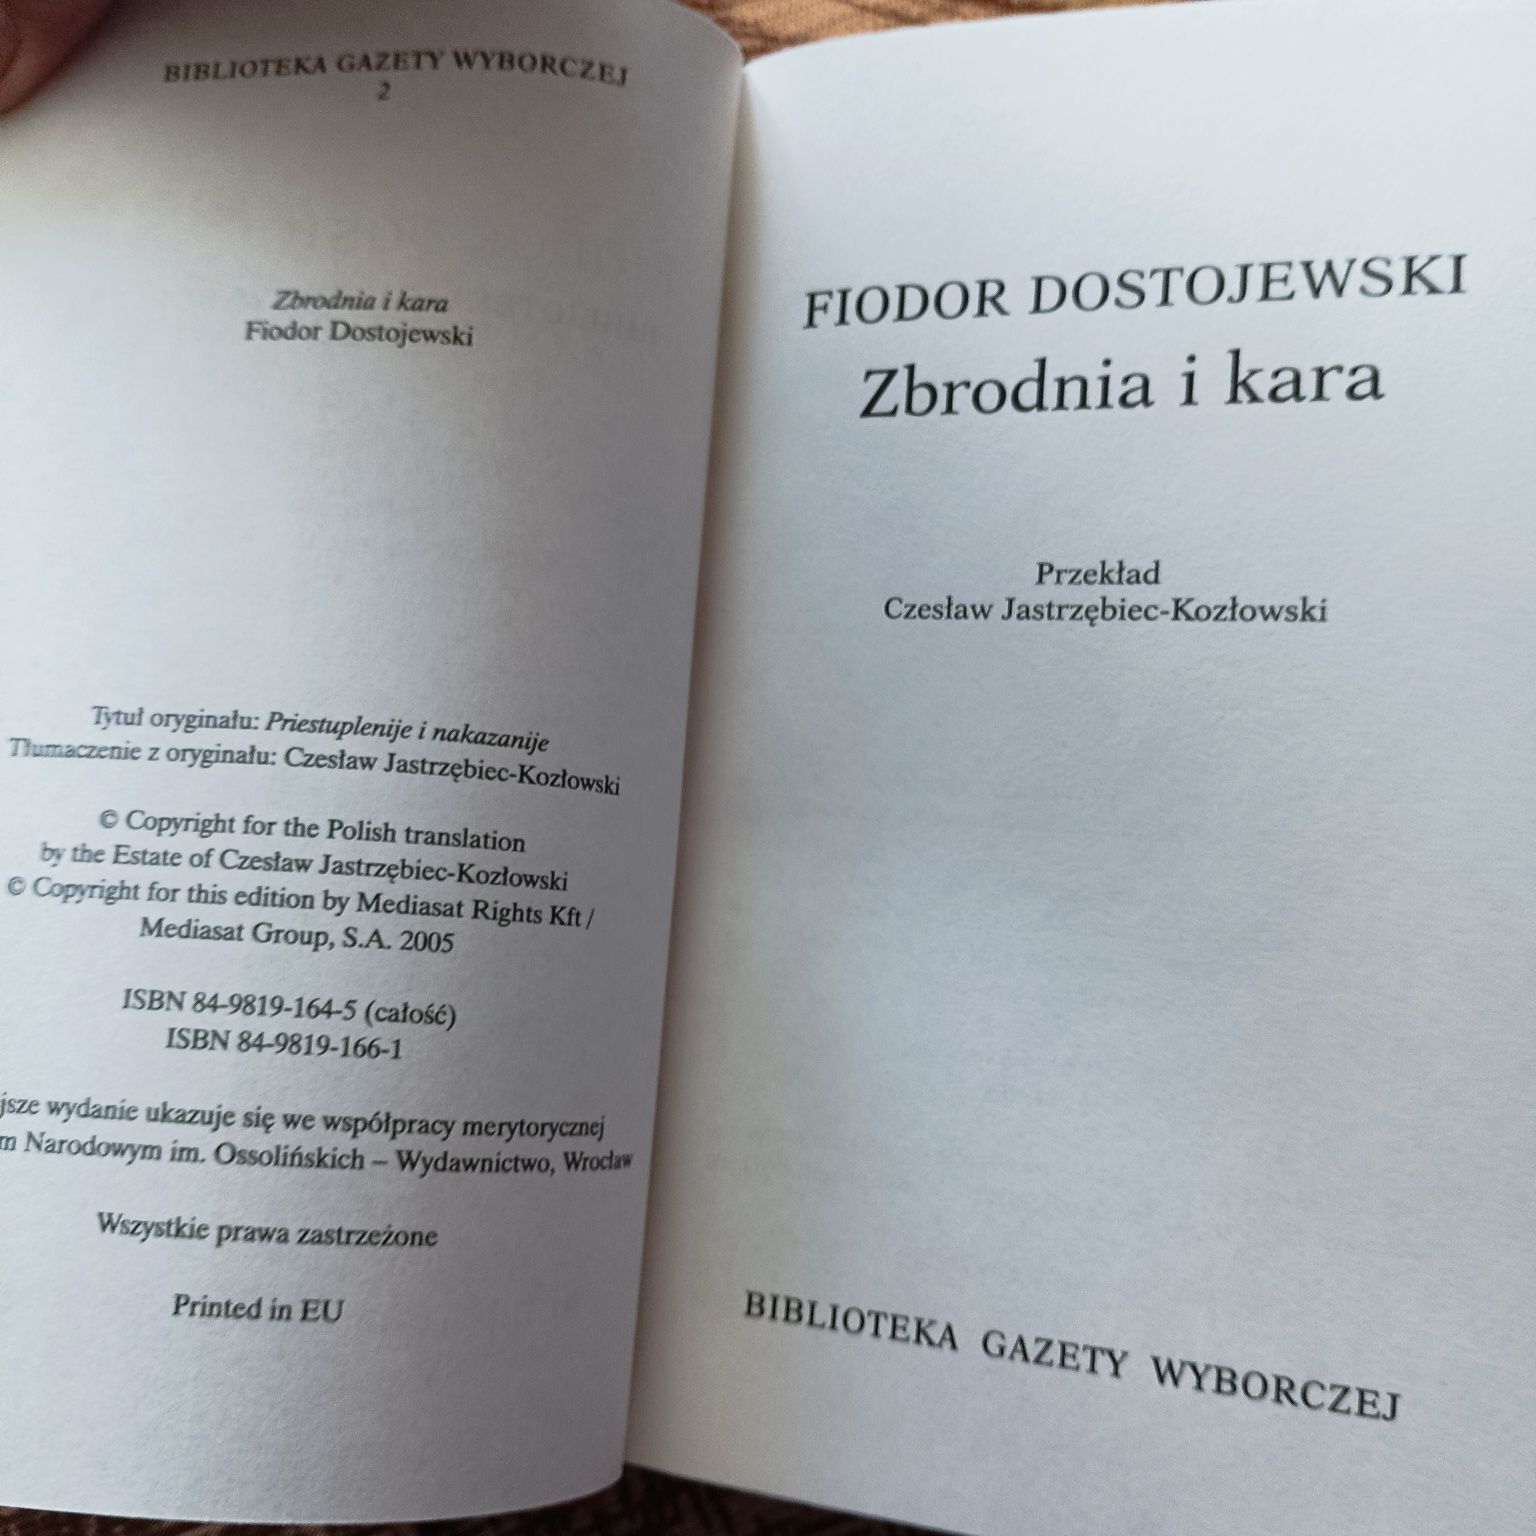 BIBLIOTEKA GAZETY WYBORCZEJ
2
Zbrodnia i kara
Fiodor Dostojewski
Tytuł oryginału: Priestuplenije i nakazanije
Tłumaczenie z oryginału: Czesław Jastrzębiec-Kozłowski
© Copyright for the Polish translation
by the Estate of Czesław Jastrzębiec-Kozłowski
© Copyright for this edition by Mediasat Rights Kft /
Mediasat Group, S.A. 2005
ISBN 84-9819-164-5 (całość)
ISBN 84-9819-166-1
wydanie ukazuje się we współpracy merytorycznej
Narodowym im. Ossolińskich – Wydawnictwo, Wrocław
Wszystkie prawa zastrzeżone
Printed in EU
FIODOR DOSTOJEWSKI
Zbrodnia i kara
Przekład
Czesław Jastrzębiec-Kozłowski
BIBLIOTEKA GAZETY WYBORCZEJ